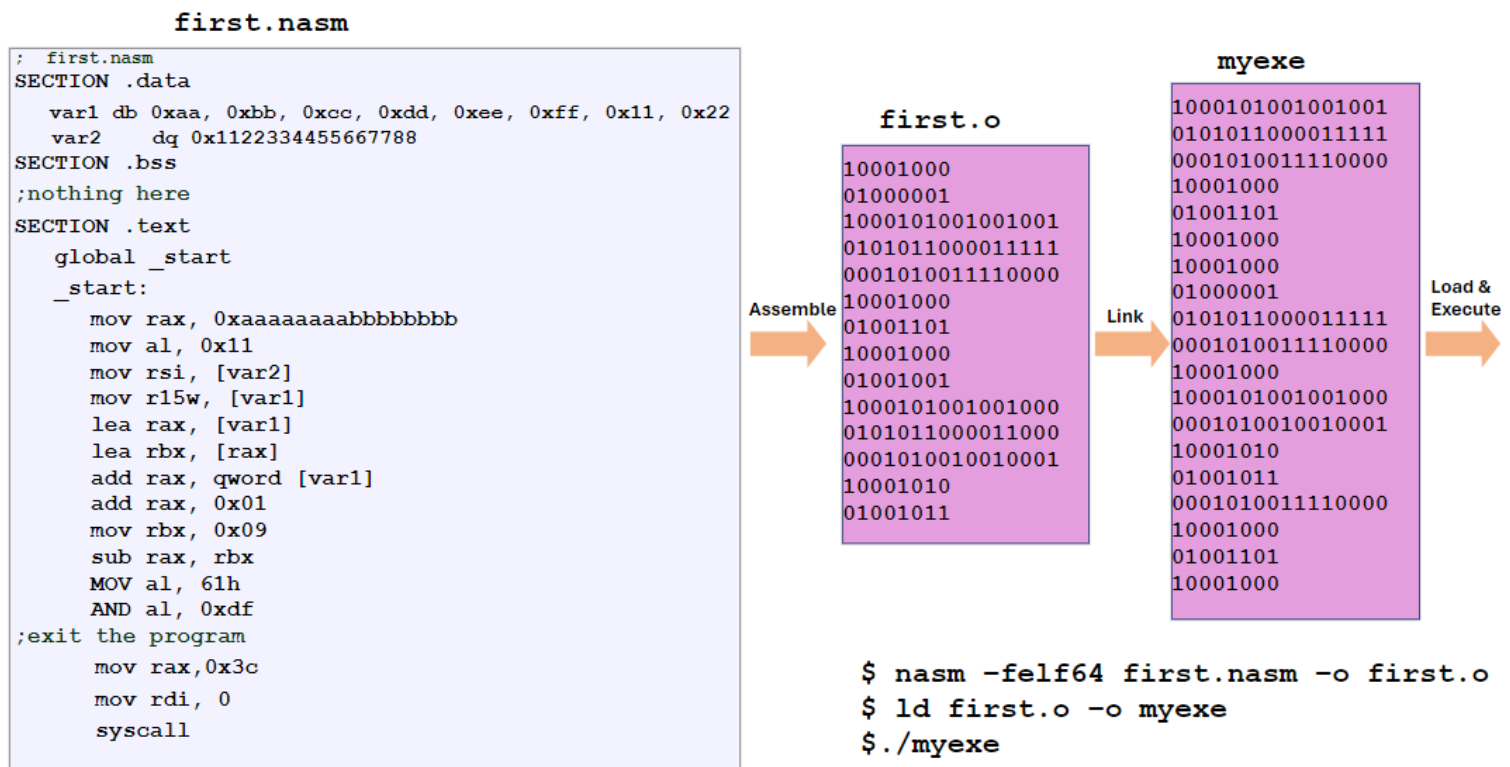 first.nasm
; first.nasm
SECTION .data
var1 db 0xaa, 0xbb, 0xcc, 0xdd, 0xee, 0xff, 0x11, 0x22
var2 dq 0x1122334455667788
SECTION .bss
;nothing here
SECTION .text
global _start
_start:
mov rax, 0xaaaaaaaabbbbbbbb
mov al, 0x11
mov rsi, [var2]
mov r15w, [var1]
lea rax, [var1]
lea rbx, [rax]
add rax, qword [var1]
add rax, 0x01
mov rbx, 0x09
sub rax, rbx
MOV al, 61h
AND al, 0xdf
;exit the program
mov rax,0x3c
mov rdi, 0
syscall
Assemble
first.o
10001000
01000001
1000101001001001
0101011000011111
0001010011110000
10001000
01001101
10001000
01001001
1000101001001000
0101011000011000
0001010010010001
10001010
01001011
Link
myexe
1000101001001001
0101011000011111
0001010011110000
10001000
01001101
10001000
10001000
01000001
0101011000011111
0001010011110000
10001000
1000101001001000
0001010010010001
10001010
01001011
0001010011110000
10001000
01001101
10001000
Load &
Execute
$ nasm –felf64 first.nasm –o first.o
$ ld first.o –o myexe
$./myexe